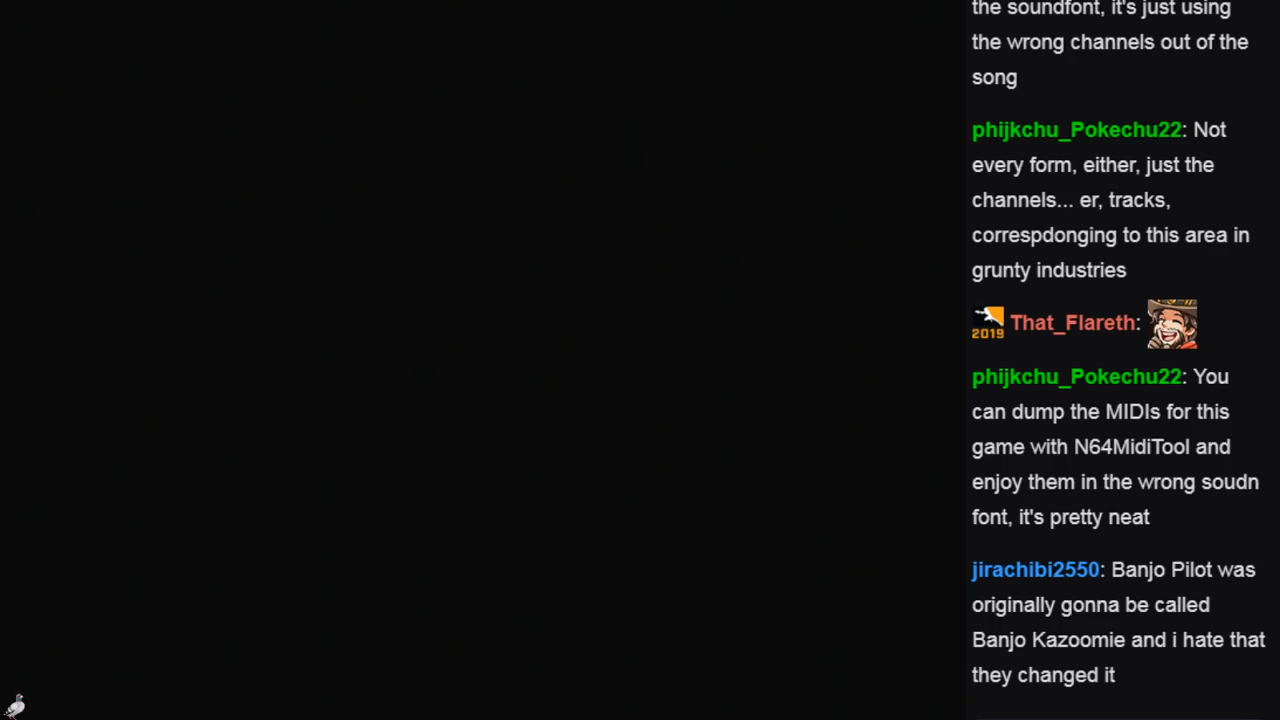 the soundfont, it's just using
the wrong channels out of the
song
phijkchu_Pokechu22: Not
every form, either, just the
channels... er, tracks,
correspdonging to this area in
grunty industries
2019 That_Flareth:
phijkchu_Pokechu22: You
can dump the MIDIs for this
game with N64MidiTool and
enjoy them in the wrong soudn
font, it's pretty neat
jirachibi2550: Banjo Pilot was
originally gonna be called
Banjo Kazoomie and i hate that
they changed it